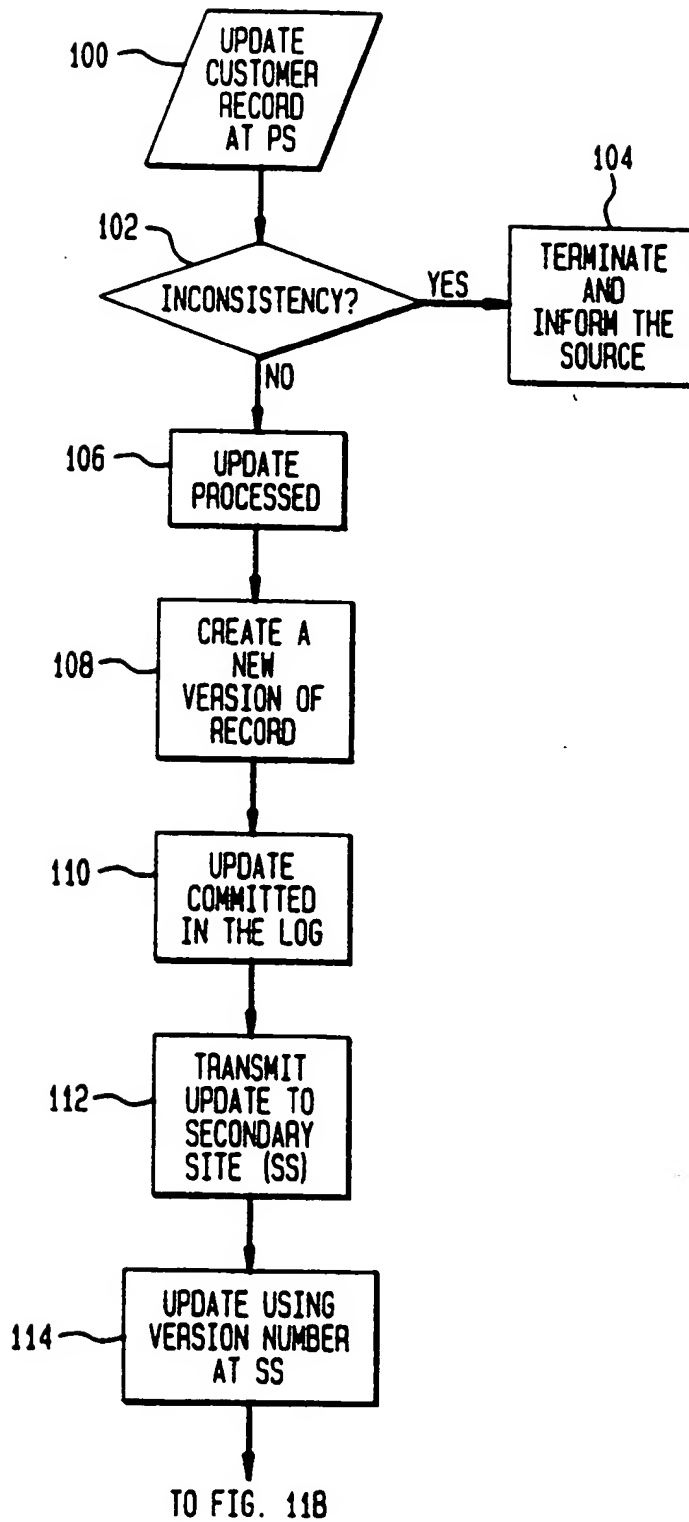 100
UPDATE
CUSTOMER
RECORD
AT PS
102
INCONSISTENCY?
YES
104
TERMINATE
AND
INFORM THE
SOURCE
NO
106
UPDATE
PROCESSED
108
CREATE A
NEW
VERSION OF
RECORD
110
UPDATE
COMMITTED
IN THE LOG
112
TRANSMIT
UPDATE TO
SECONDARY
SITE (SS)
114
UPDATE USING
VERSION NUMBER
AT SS
TO FIG. 11B